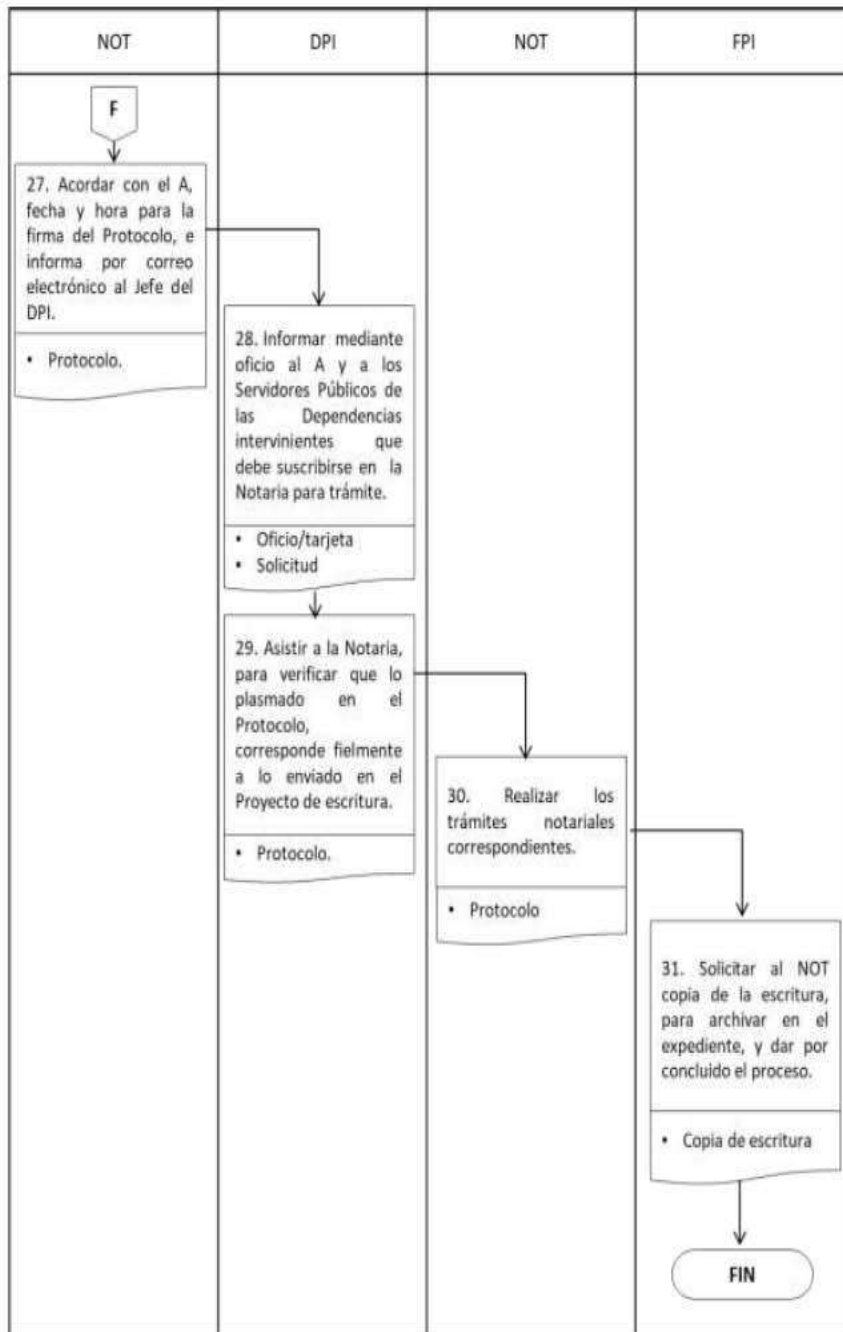 NOT
DPI
NOT
FPI
F
27. Acordar con el A,
fecha y hora para la
firma del Protocolo, e
informa por correo
electrónico al Jefe del
DPI.
• Protocolo.
28. Informar mediante
oficio al A y a los
Servidores Públicos de
las Dependencias
intervinientes que
debe suscribirse en la
Notaria para trámite.
• Oficio/tarjeta
• Solicitud
29. Asistir a la Notaria,
para verificar que lo
plasmado en el
Protocolo,
corresponde fielmente
a lo enviado en el
Proyecto de escritura.
• Protocolo.
30. Realizar los
trámites notariales
correspondientes.
• Protocolo
31. Solicitar al NOT
copia de la escritura,
para archivar en el
expediente, y dar por
concluido el proceso.
• Copia de escritura
FIN